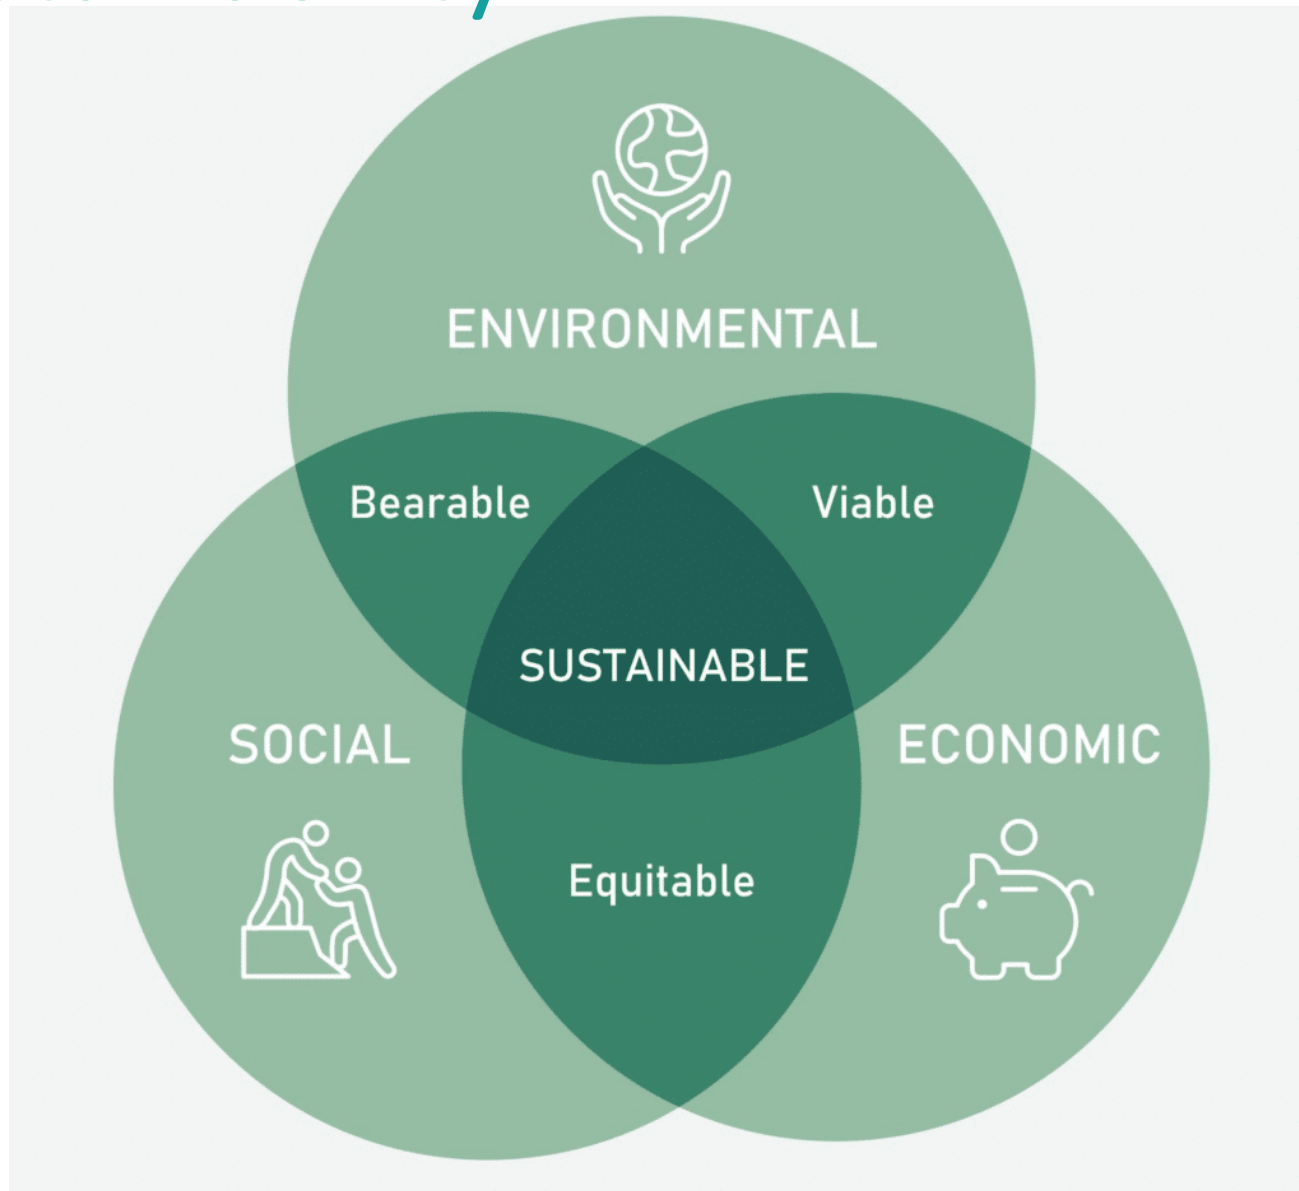 ENVIRONMENTAL
Bearable
Viable
SUSTAINABLE
SOCIAL
ECONOMIC
Equitable